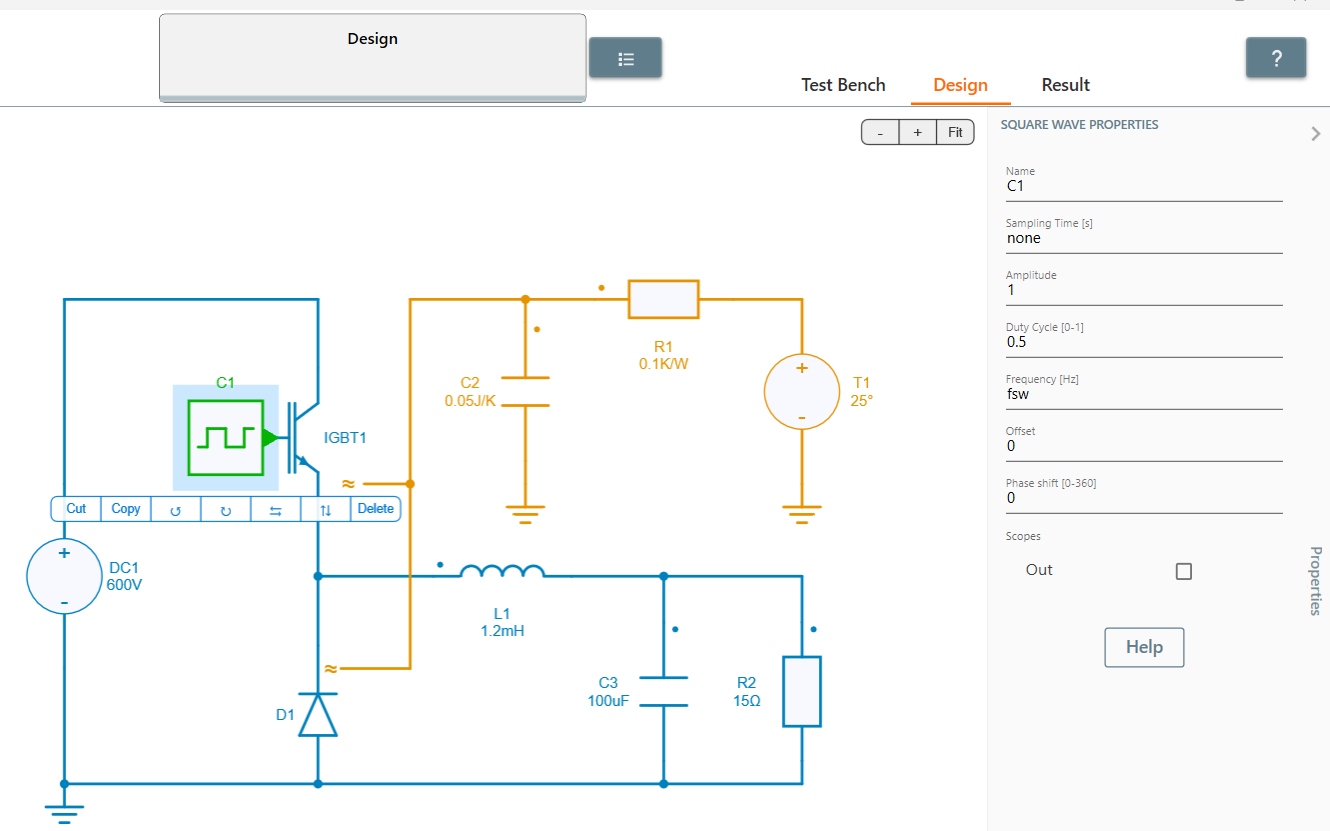 Design
?
Test Bench
Design
Result
- + Fit
SQUARE WAVE PROPERTIES
Name
C1
Sampling Time [s]
none
Amplitude
1
Duty Cycle [0-1]
0.5
Frequency [Hz]
fsw
Offset
0
Phase shift [0-360]
0
Scopes
Out
Help
Properties
R1
0.1K/W
C2
0.05J/K
+
-
T1
25°
C1
IGBT1
≈
Cut
Copy
↺
↻
⇆
⇅
Delete
+
-
DC1
600V
L1
1.2mH
≈
D1
C3
100uF
R2
15Ω